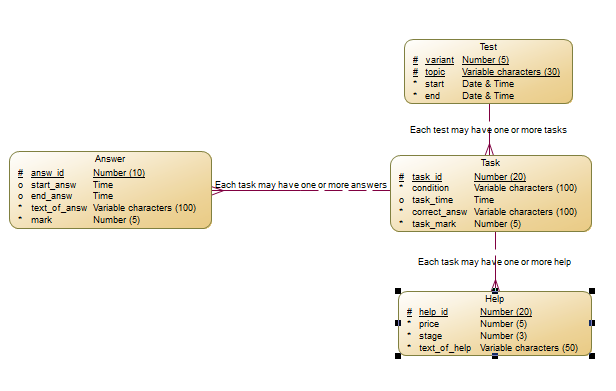 Test
# variant Number (5)
# topic Variable characters (30)
* start Date & Time
* end Date & Time
Each test may have one or more tasks
Answer
# answ_id Number (10)
o start_answ Time
o end_answ Time
* text_of_answ Variable characters (100)
* mark Number (5)
Each task may have one or more answers
Task
# task_id Number (20)
* condition Variable characters (100)
o task_time Time
* correct_answ Variable characters (100)
* task_mark Number (5)
Each task may have one or more help
Help
# help_id Number (20)
* price Number (5)
* stage Number (3)
* text_of_help Variable characters (50)